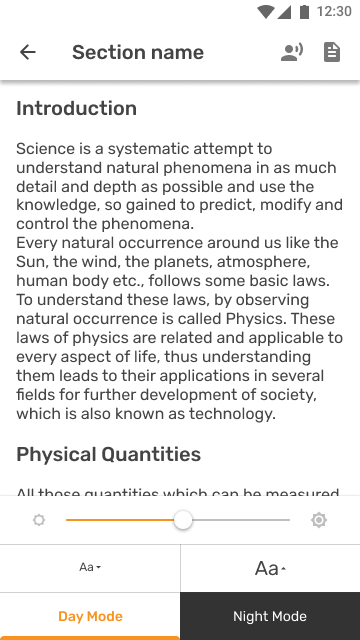 12:30
Section name
Introduction
Science is a systematic attempt to
understand natural phenomena in as much
detail and depth as possible and use the
knowledge, so gained to predict, modify and
control the phenomena.
Every natural occurrence around us like the
Sun, the wind, the planets, atmosphere,
human body etc., follows some basic laws.
To understand these laws, by observing
natural occurrence is called Physics. These
laws of physics are related and applicable to
every aspect of life, thus understanding
them leads to their applications in several
fields for further development of society,
which is also known as technology.
Physical Quantities
All those quantities which can be measured
Aa
Aa
Day Mode
Night Mode